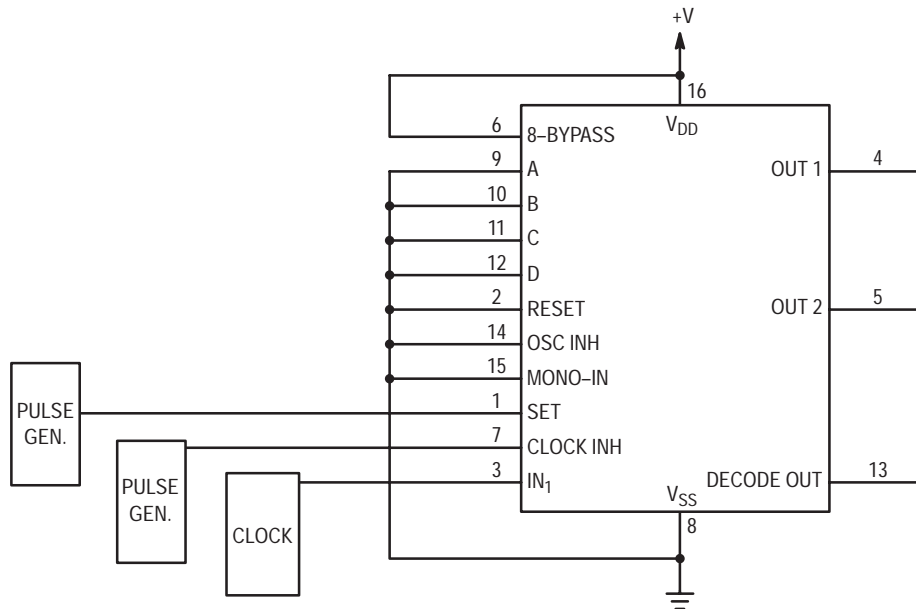 +V
16
V_DD
6
8–BYPASS
9
A
OUT 1
4
10
B
11
C
12
D
2
RESET
OUT 2
5
14
OSC INH
15
MONO–IN
PULSE
GEN.
1
SET
7
CLOCK INH
PULSE
GEN.
3
IN_1
DECODE OUT
13
CLOCK
V_SS
8